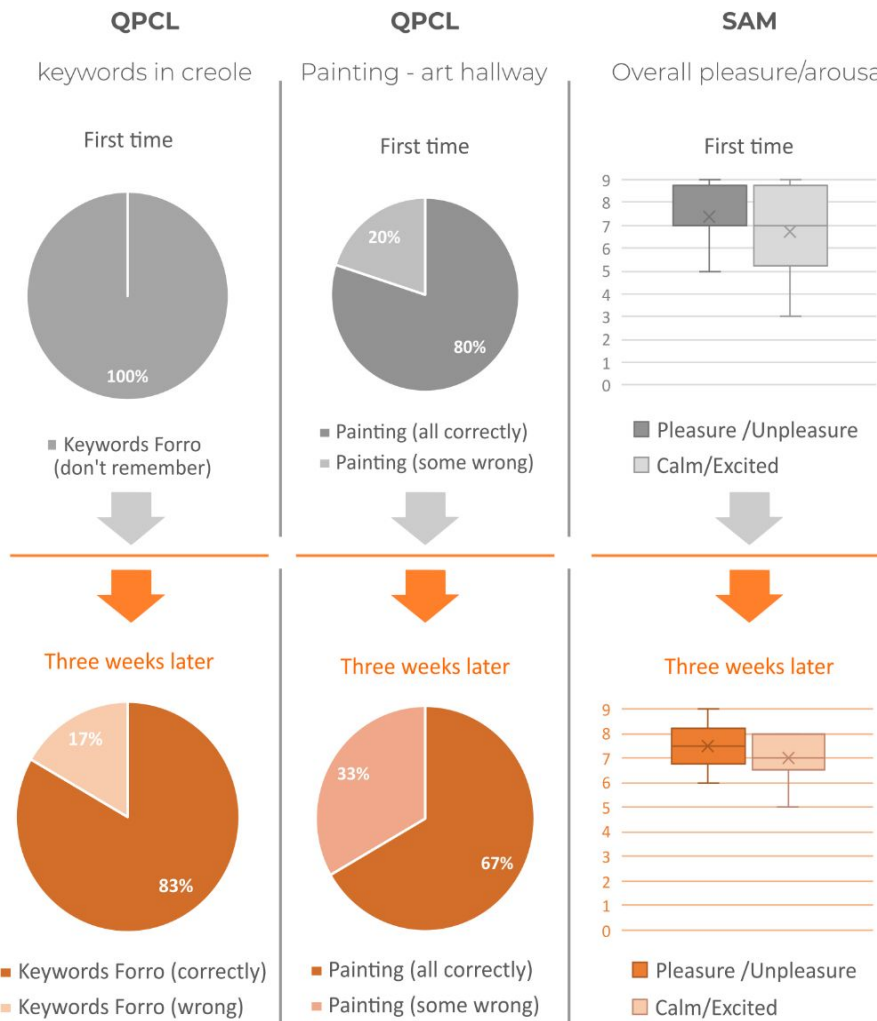 QPCL
keywords in creole
First time
100%
Keywords Forro
(don't remember)
Three weeks later
17%
83%
Keywords Forro (correctly)
Keywords Forro (wrong)
QPCL
Painting - art hallway
First time
20%
80%
Painting (all correctly)
Painting (some wrong)
Three weeks later
33%
67%
Painting (all correctly)
Painting (some wrong)
SAM
Overall pleasure/arousa
First time
9
8
7
6
5
4
3
2
1
0
Pleasure /Unpleasure
Calm/Excited
Three weeks later
9
8
7
6
5
4
3
2
1
0
Pleasure /Unpleasure
Calm/Excited